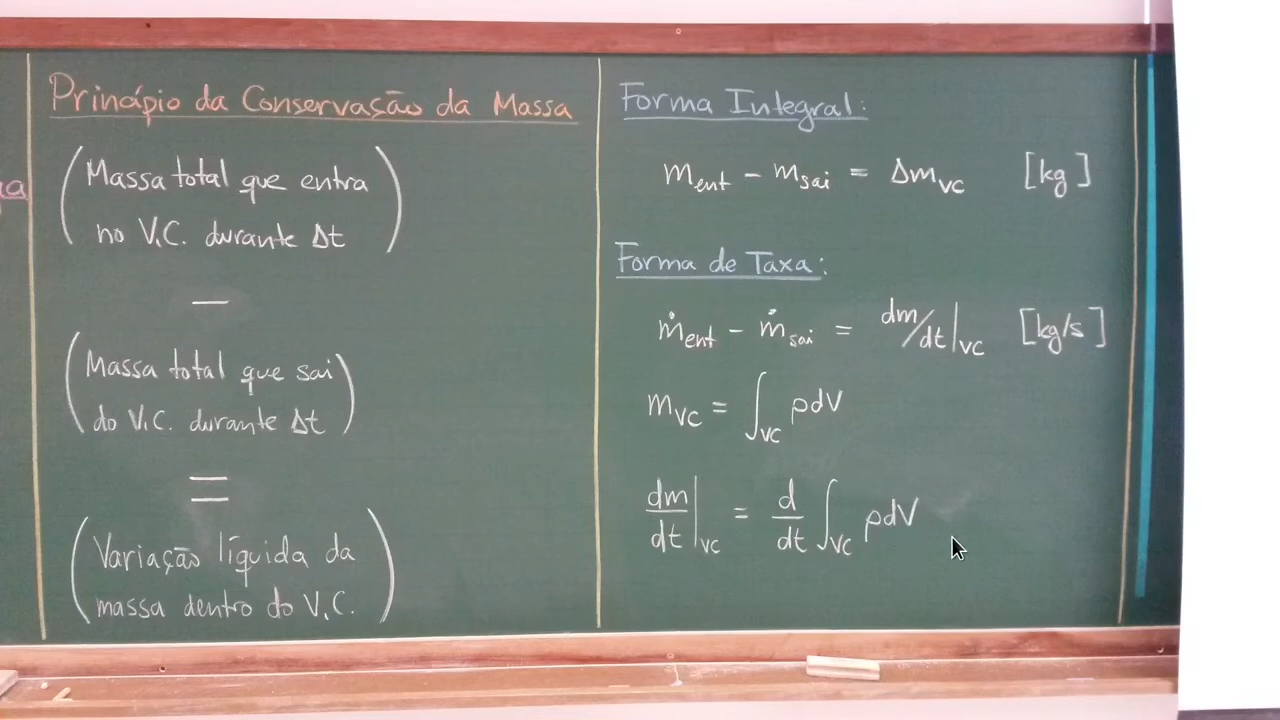 Princípio da Conservação da Massa
(Massa total que entra
no V.C. durante Δt)
—
(Massa total que sai
do V.C. durante Δt)
=
(Variação líquida da
massa dentro do V.C.)
Forma Integral:
m_ent - m_sai = Δm_VC [kg]
Forma de Taxa:
ṁ_ent - ṁ_sai = dm/dt|_VC [kg/s]
m_VC = ∫_VC ρdV
dm/dt|_VC = d/dt ∫_VC ρdV